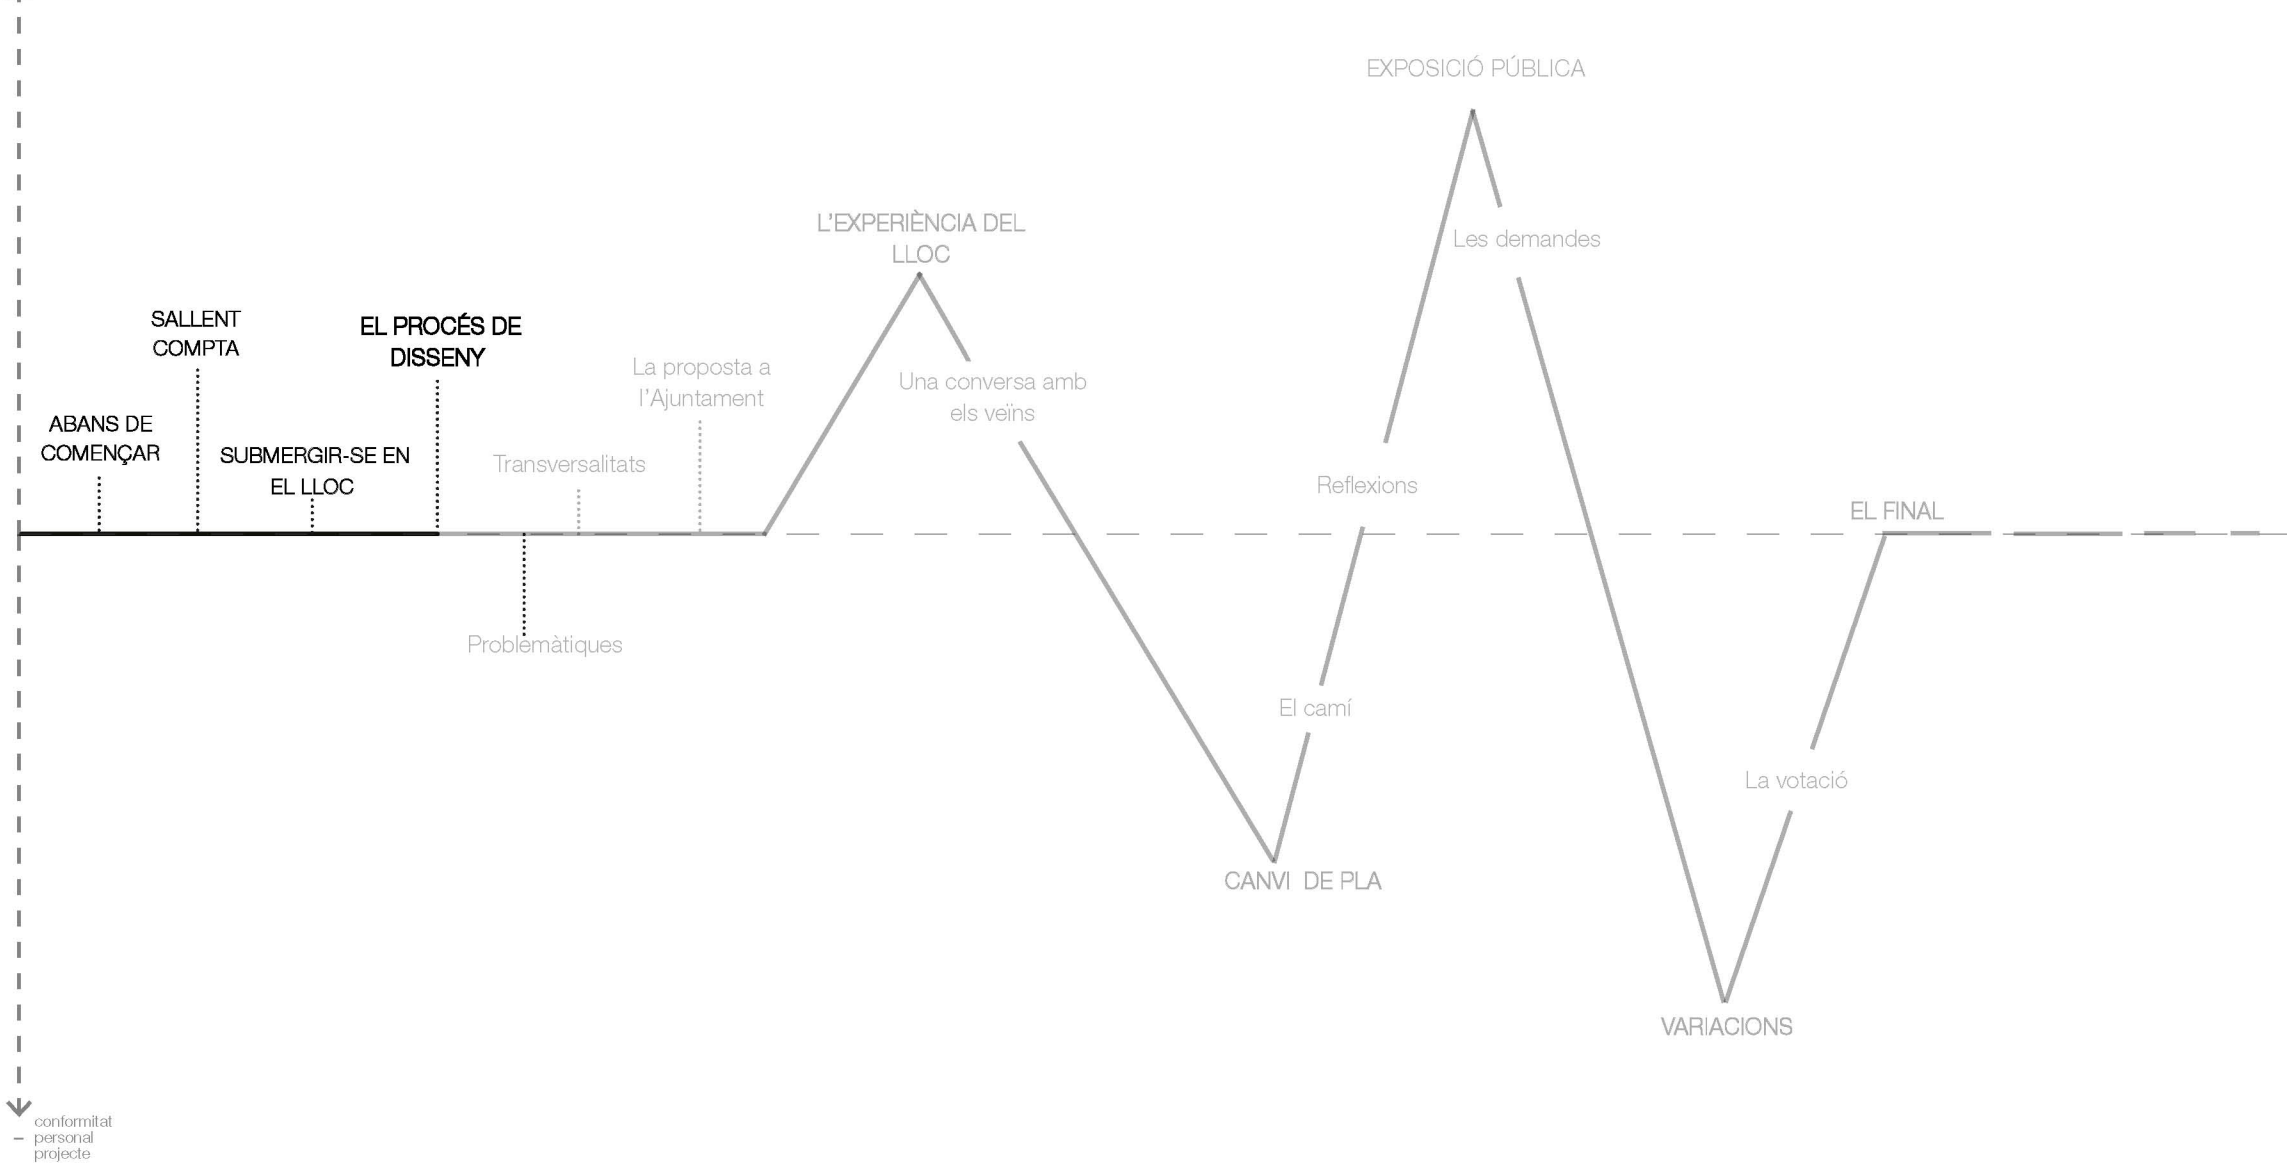 EXPOSICIÓ PÚBLICA
L'EXPERIÈNCIA DEL
LLOC
Les demandes
SALLENT
COMPTA
EL PROCÉS DE
DISSENY
La proposta a
l'Ajuntament
Una conversa amb
els veïns
ABANS DE
COMENÇAR
SUBMERGIR-SE EN
EL LLOC
Transversalitats
Reflexions
EL FINAL
Problemàtiques
El camí
La votació
CANVI DE PLA
VARIACIONS
conformitat
– personal
projecte